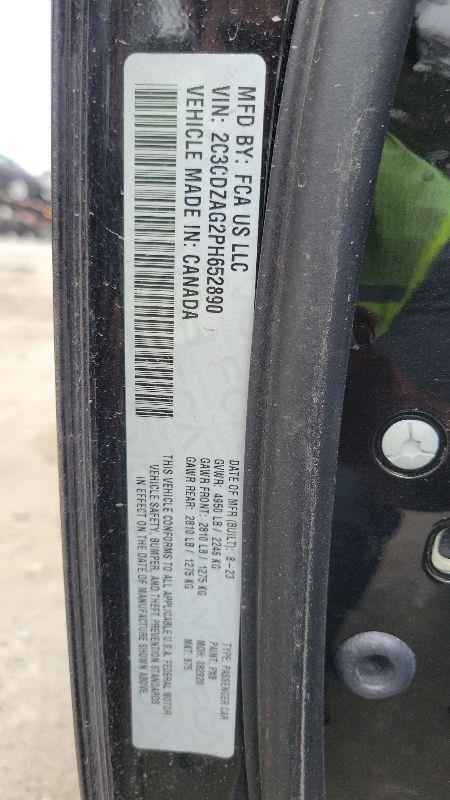 MFD BY: FCA US LLC
VIN: 2C3CDZAG2PH652890
VEHICLE MADE IN: CANADA
DATE OF MFR (BUILT): 8-23
GVWR: 4950 LB / 2246 KG
GAWR FRONT: 2810 LB / 1275 KG
GAWR REAR: 2810 LB / 1275 KG
THIS VEHICLE CONFORMS TO ALL APPLICABLE U.S.A. FEDERAL MOTOR
VEHICLE SAFETY, BUMPER, AND THEFT PREVENTION STANDARDS
IN EFFECT ON THE DATE OF MANUFACTURE SHOWN ABOVE.
TYPE: PASSENGER CAR
PAINT: PX8
MDH: 082920
MKT: 875